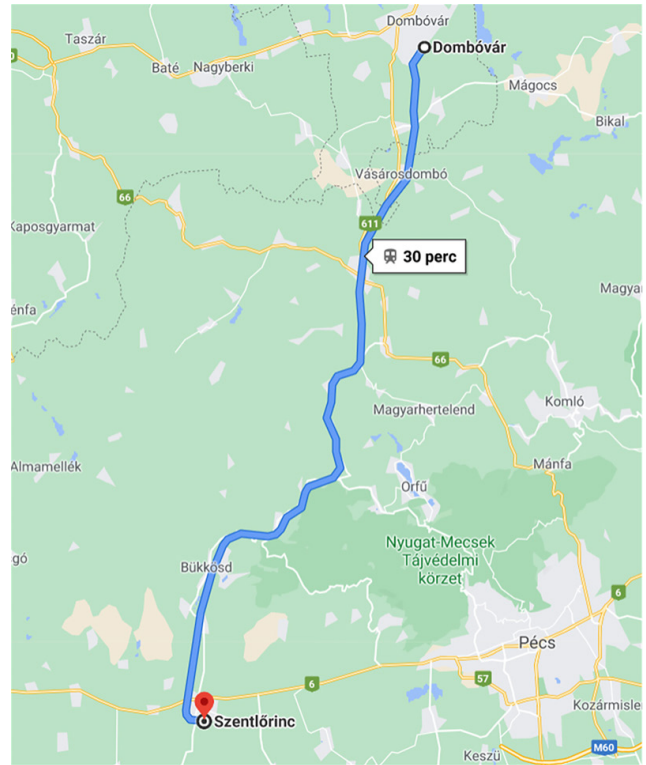 Dombóvár
Taszár
Dombóvár
Baté
Nagyberki
Mágocs
Bikal
Vásárosdombó
66
611
Kaposgyarmat
30 perc
Magya
énfa
66
Komló
Magyarhertelend
Almamellék
Mánfa
Orfű
Nyugat-Mecsek
Tájvédelmi
körzet
gó
Bükkösd
6
Pécs
57
6
Kozármisle
Szentlőrinc
M60
Keszü